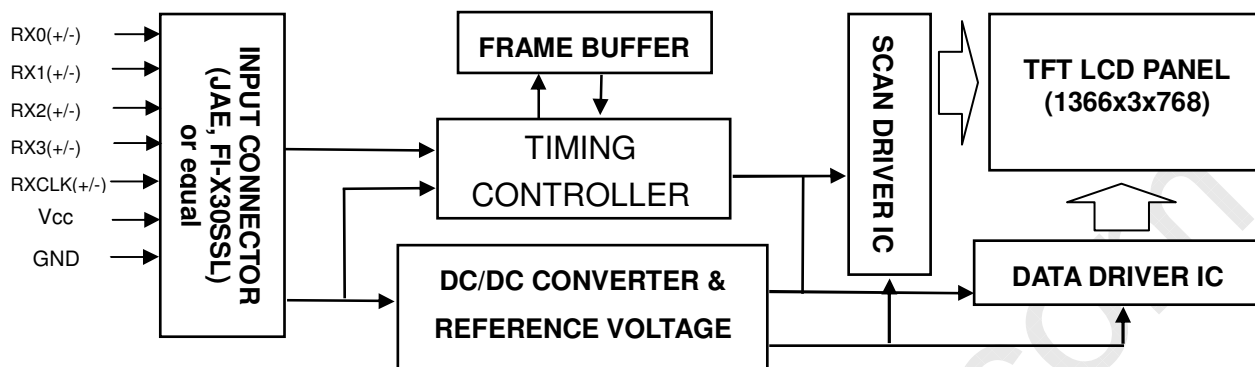 RX0(+/-)
RX1(+/-)
RX2(+/-)
RX3(+/-)
RXCLK(+/-)
Vcc
GND
INPUT CONNECTOR
(JAE, FI-X30SSL)
or equal
FRAME BUFFER
TIMING
CONTROLLER
DC/DC CONVERTER &
REFERENCE VOLTAGE
SCAN DRIVER IC
TFT LCD PANEL
(1366x3x768)
DATA DRIVER IC
com